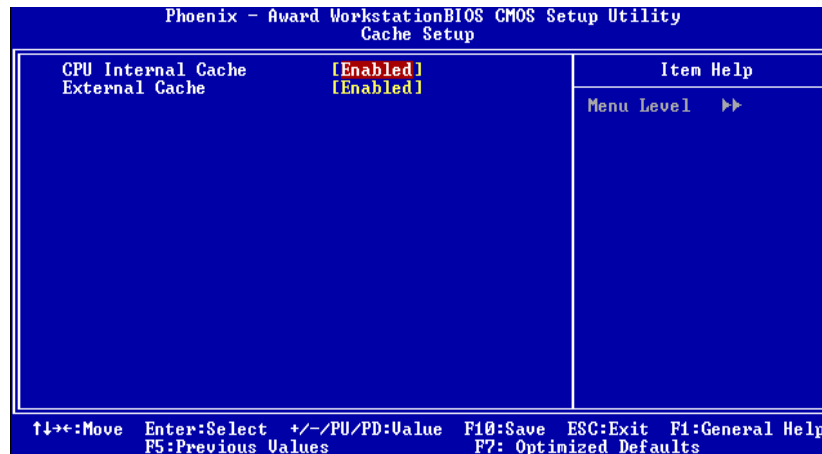 Phoenix - Award WorkstationBIOS CMOS Setup Utility
Cache Setup
CPU Internal Cache [Enabled]
External Cache [Enabled]
Item Help
Menu Level ▶▶
↑↓→←:Move Enter:Select +/-/PU/PD:Value F10:Save ESC:Exit F1:General Help
F5:Previous Values F7: Optimized Defaults